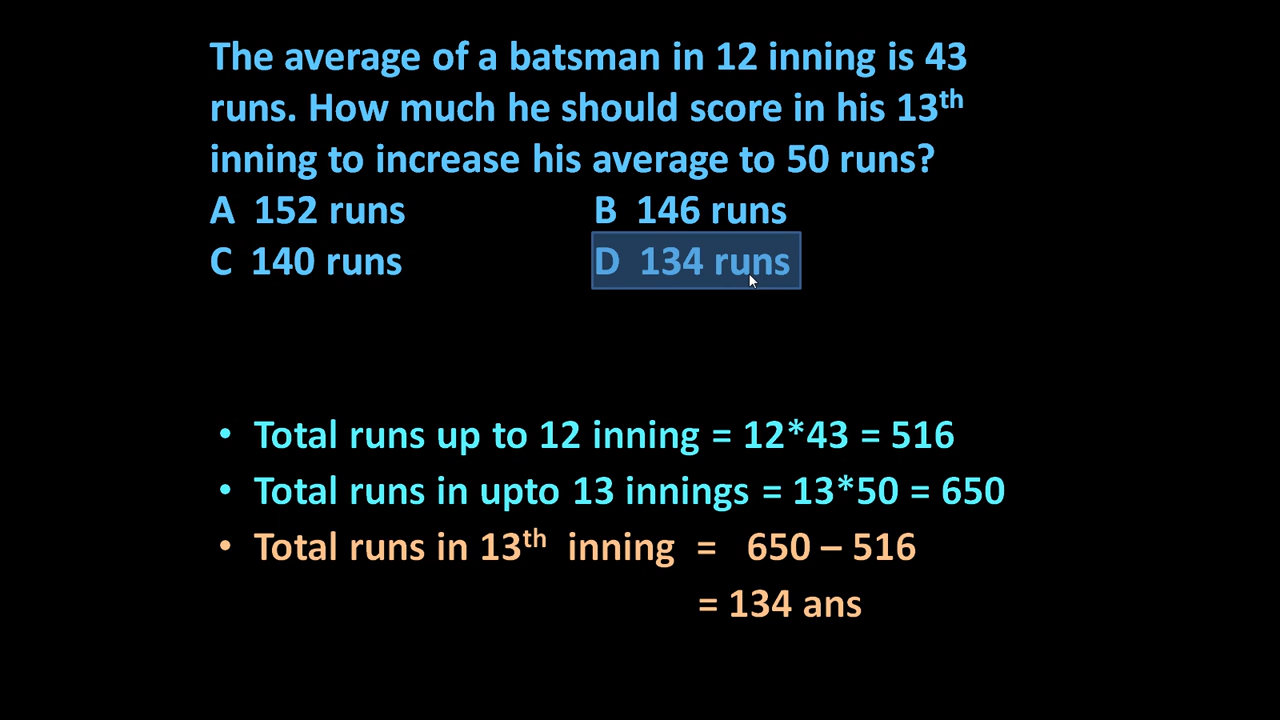 The average of a batsman in 12 inning is 43
runs. How much he should score in his 13th
inning to increase his average to 50 runs?
A 152 runs B 146 runs
C 140 runs D 134 runs
• Total runs up to 12 inning = 12*43 = 516
• Total runs in upto 13 innings = 13*50 = 650
• Total runs in 13th inning = 650 – 516
= 134 ans